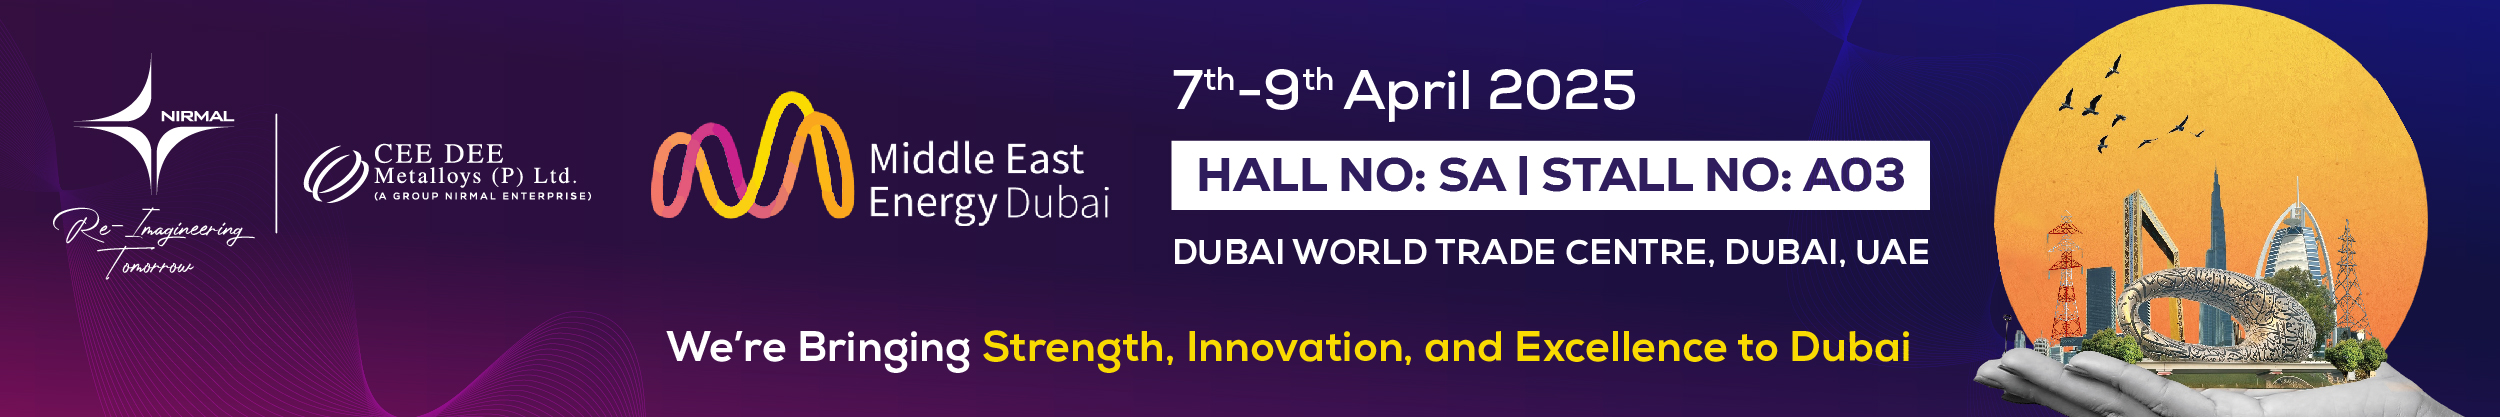 NIRMAL
Re-Imagineering
Tomorrow
CEE DEE
Metalloys (P) Ltd.
(A GROUP NIRMAL ENTERPRISE)
Middle East
Energy Dubai
7th-9th April 2025
HALL NO: SA | STALL NO: A03
DUBAI WORLD TRADE CENTRE, DUBAI, UAE
We're Bringing Strength, Innovation, and Excellence to Dubai